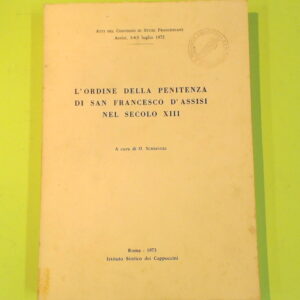 Atti del Convegno di Studi Francescani
Assisi, 3-4-5 luglio 1972
L'ORDINE DELLA PENITENZA
DI SAN FRANCESCO D'ASSISI
NEL SECOLO XIII
A cura di O. Schmucki
Roma - 1973
Istituto Storico dei Cappuccini